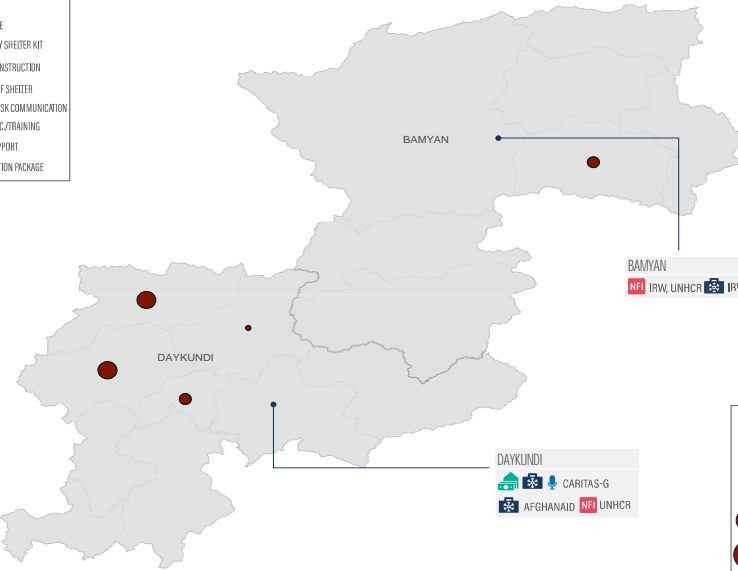 Y SHELTER KIT
NSTRUCTION
F SHELTER
SK COMMUNICATION
C./TRAINING
PPORT
TION PACKAGE
BAMYAN
BAMYAN
NFI IRW, UNHCR
DAYKUNDI
DAYKUNDI
CARITAS-G
AFGHANAID NFI UNHCR